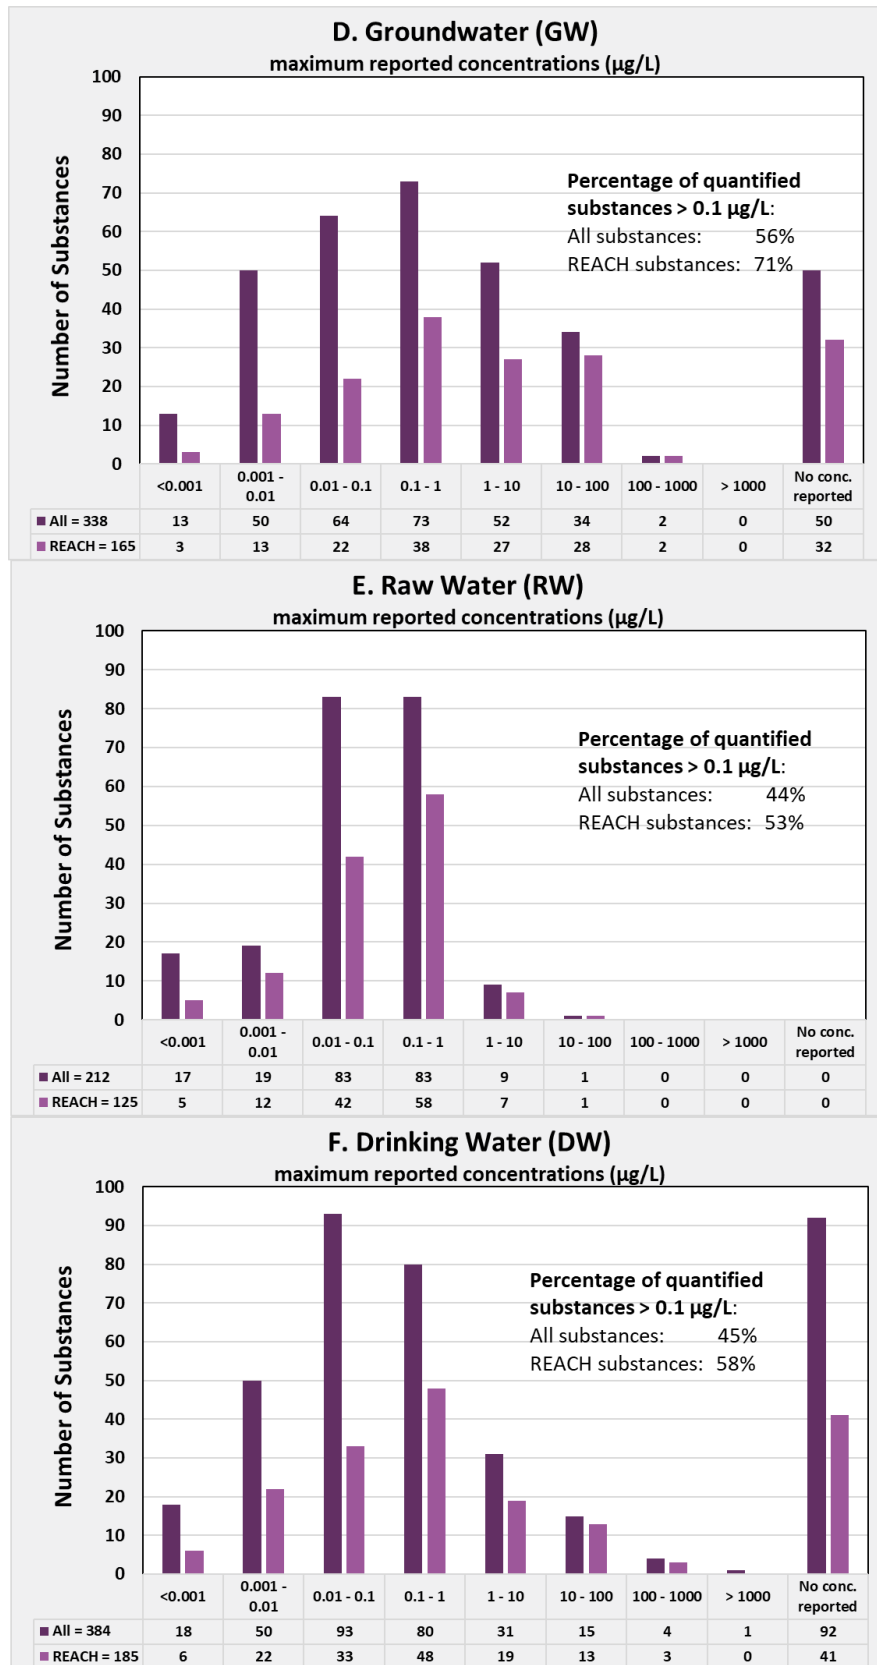 D. Groundwater (GW)
maximum reported concentrations (µg/L)
Number of Substances
100
90
80
70
60
50
40
30
20
10
0
Percentage of quantified
substances > 0.1 µg/L:
All substances: 56%
REACH substances: 71%
<0.001 0.001 - 0.01 0.01 - 0.1 0.1 - 1 1 - 10 10 - 100 100 - 1000 > 1000 No conc. reported
All = 338 13 50 64 73 52 34 2 0 50
REACH = 165 3 13 22 38 27 28 2 0 32
E. Raw Water (RW)
maximum reported concentrations (µg/L)
Number of Substances
100
90
80
70
60
50
40
30
20
10
0
Percentage of quantified
substances > 0.1 µg/L:
All substances: 44%
REACH substances: 53%
<0.001 0.001 - 0.01 0.01 - 0.1 0.1 - 1 1 - 10 10 - 100 100 - 1000 > 1000 No conc. reported
All = 212 17 19 83 83 9 1 0 0 0
REACH = 125 5 12 42 58 7 1 0 0 0
F. Drinking Water (DW)
maximum reported concentrations (µg/L)
Number of Substances
100
90
80
70
60
50
40
30
20
10
0
Percentage of quantified
substances > 0.1 µg/L:
All substances: 45%
REACH substances: 58%
<0.001 0.001 - 0.01 0.01 - 0.1 0.1 - 1 1 - 10 10 - 100 100 - 1000 > 1000 No conc. reported
All = 384 18 50 93 80 31 15 4 1 92
REACH = 185 6 22 33 48 19 13 3 0 41